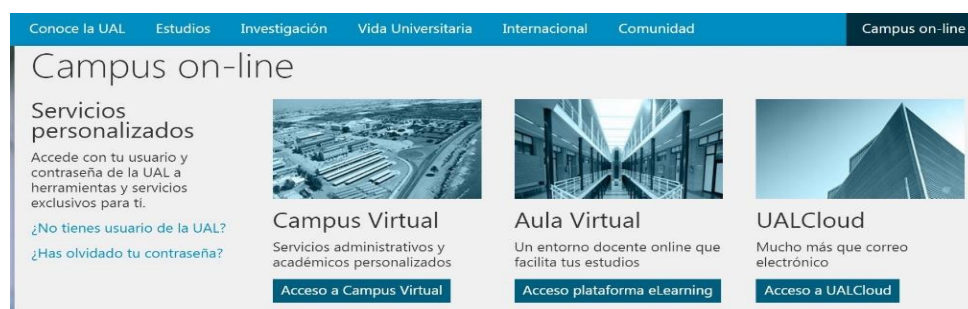 Conoce la UAL Estudios Investigación Vida Universitaria Internacional Comunidad Campus on-line
Campus on-line
Servicios
personalizados
Accede con tu usuario y
contraseña de la
UAL a
herramientas y servicios
exclusivos para tí.
¿No tienes usuario de la UAL?
¿Has olvidado tu contraseña?
Campus Virtual
Servicios administrativos y
académicos personalizados
Acceso a Campus Virtual
Aula Virtual
Un entorno docente online que
facilita tus estudios
Acceso plataforma eLearning
UALCloud
Mucho más que correo
electrónico
Acceso a UALCloud